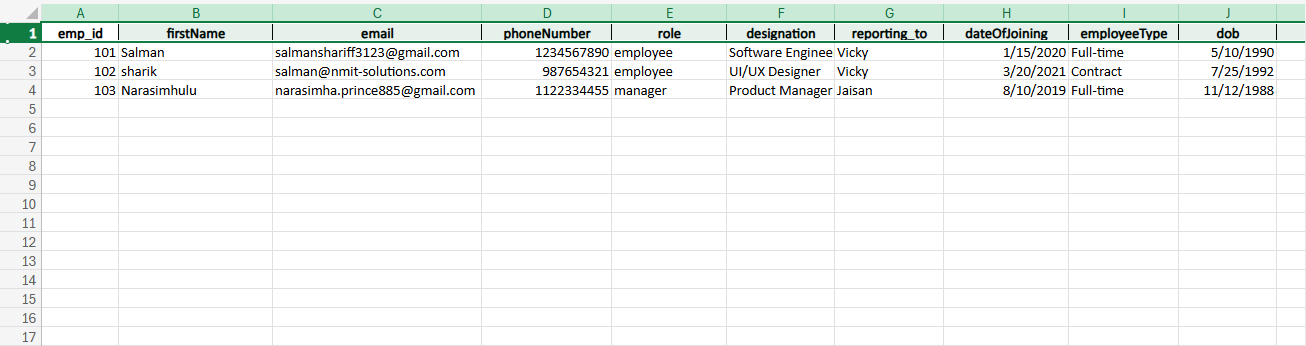 A B C D E F G H I J
1 emp_id firstName email phoneNumber role designation reporting_to dateOfJoining employeeType dob
2 101 Salman salmanshariff3123@gmail.com 1234567890 employee Software Enginee Vicky 1/15/2020 Full-time 5/10/1990
3 102 sharik salman@nmit-solutions.com 987654321 employee UI/UX Designer Vicky 3/20/2021 Contract 7/25/1992
4 103 Narasimhulu narasimha.prince885@gmail.com 1122334455 manager Product Manager Jaisan 8/10/2019 Full-time 11/12/1988
5
6
7
8
9
10
11
12
13
14
15
16
17